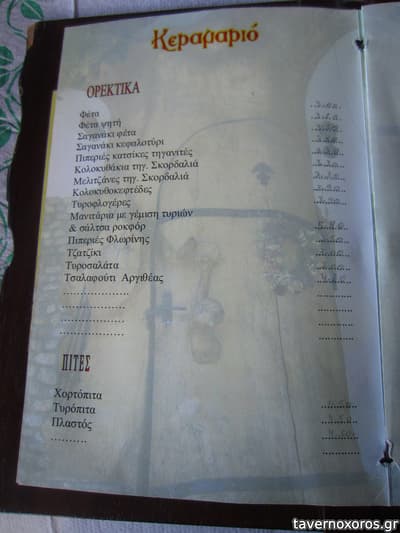 Κεραμαριό
ΟΡΕΚΤΙΚΑ
Φέτα
Φέτα ψητή
Σαγανάκι φέτα
Σαγανάκι κεφαλοτύρι
Πιπεριές κατσίκες τηγανιτές
Κολοκυθάκια τηγ. Σκορδαλιά
Μελιτζάνες τηγ. Σκορδαλιά
Κολοκυθοκεφτέδες
Τυροφλογέρες
Μανιτάρια με γέμιση τυριών
& σάλτσα ροκφόρ
Πιπεριές Φλωρίνης
Τζατζίκι
Τυροσαλάτα
Τσαλαφούτι Αργιθέας
ΠΙΤΕΣ
Χορτόπιτα
Τυρόπιτα
Πλαστός
tavernoxoros.gr